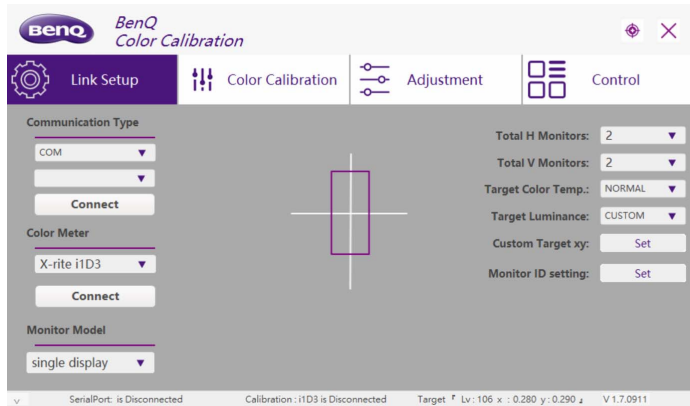 BenQ
BenQ
Color Calibration
Link Setup
Color Calibration
Adjustment
Control
Communication Type
COM
Connect
Color Meter
X-rite i1D3
Connect
Monitor Model
single display
Total H Monitors: 2
Total V Monitors: 2
Target Color Temp.: NORMAL
Target Luminance: CUSTOM
Custom Target xy: Set
Monitor ID setting: Set
SerialPort: is Disconnected
Calibration : i1D3 is Disconnected
Target 『 Lv : 106 x : 0.280 y : 0.290 』
V 1.7.0911